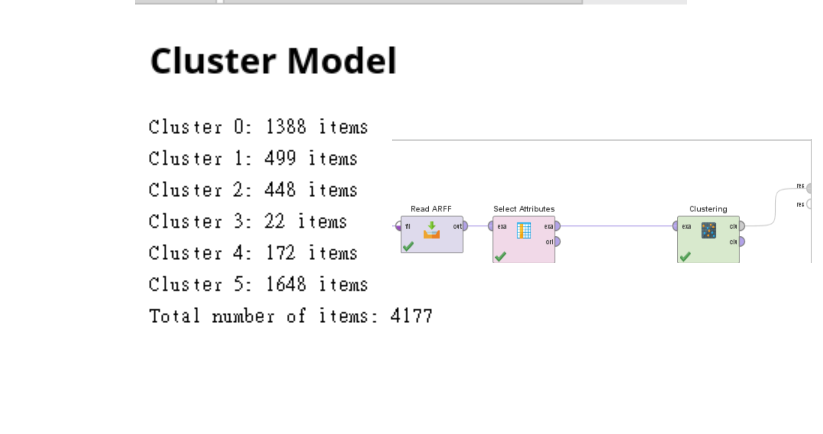 Cluster Model
Cluster 0: 1388 items
Cluster 1: 499 items
Cluster 2: 448 items
Cluster 3: 22 items
Cluster 4: 172 items
Cluster 5: 1648 items
Total number of items: 4177
Read ARFF
Select Attributes
Clustering
fil out
exa exa
ori
exa clu
clu
res
res